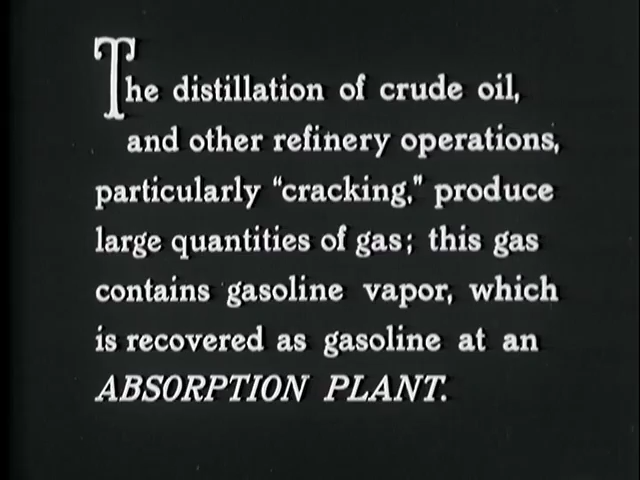 The distillation of crude oil,
and other refinery operations,
particularly "cracking," produce
large quantities of gas; this gas
contains gasoline vapor, which
is recovered as gasoline at an
ABSORPTION PLANT.